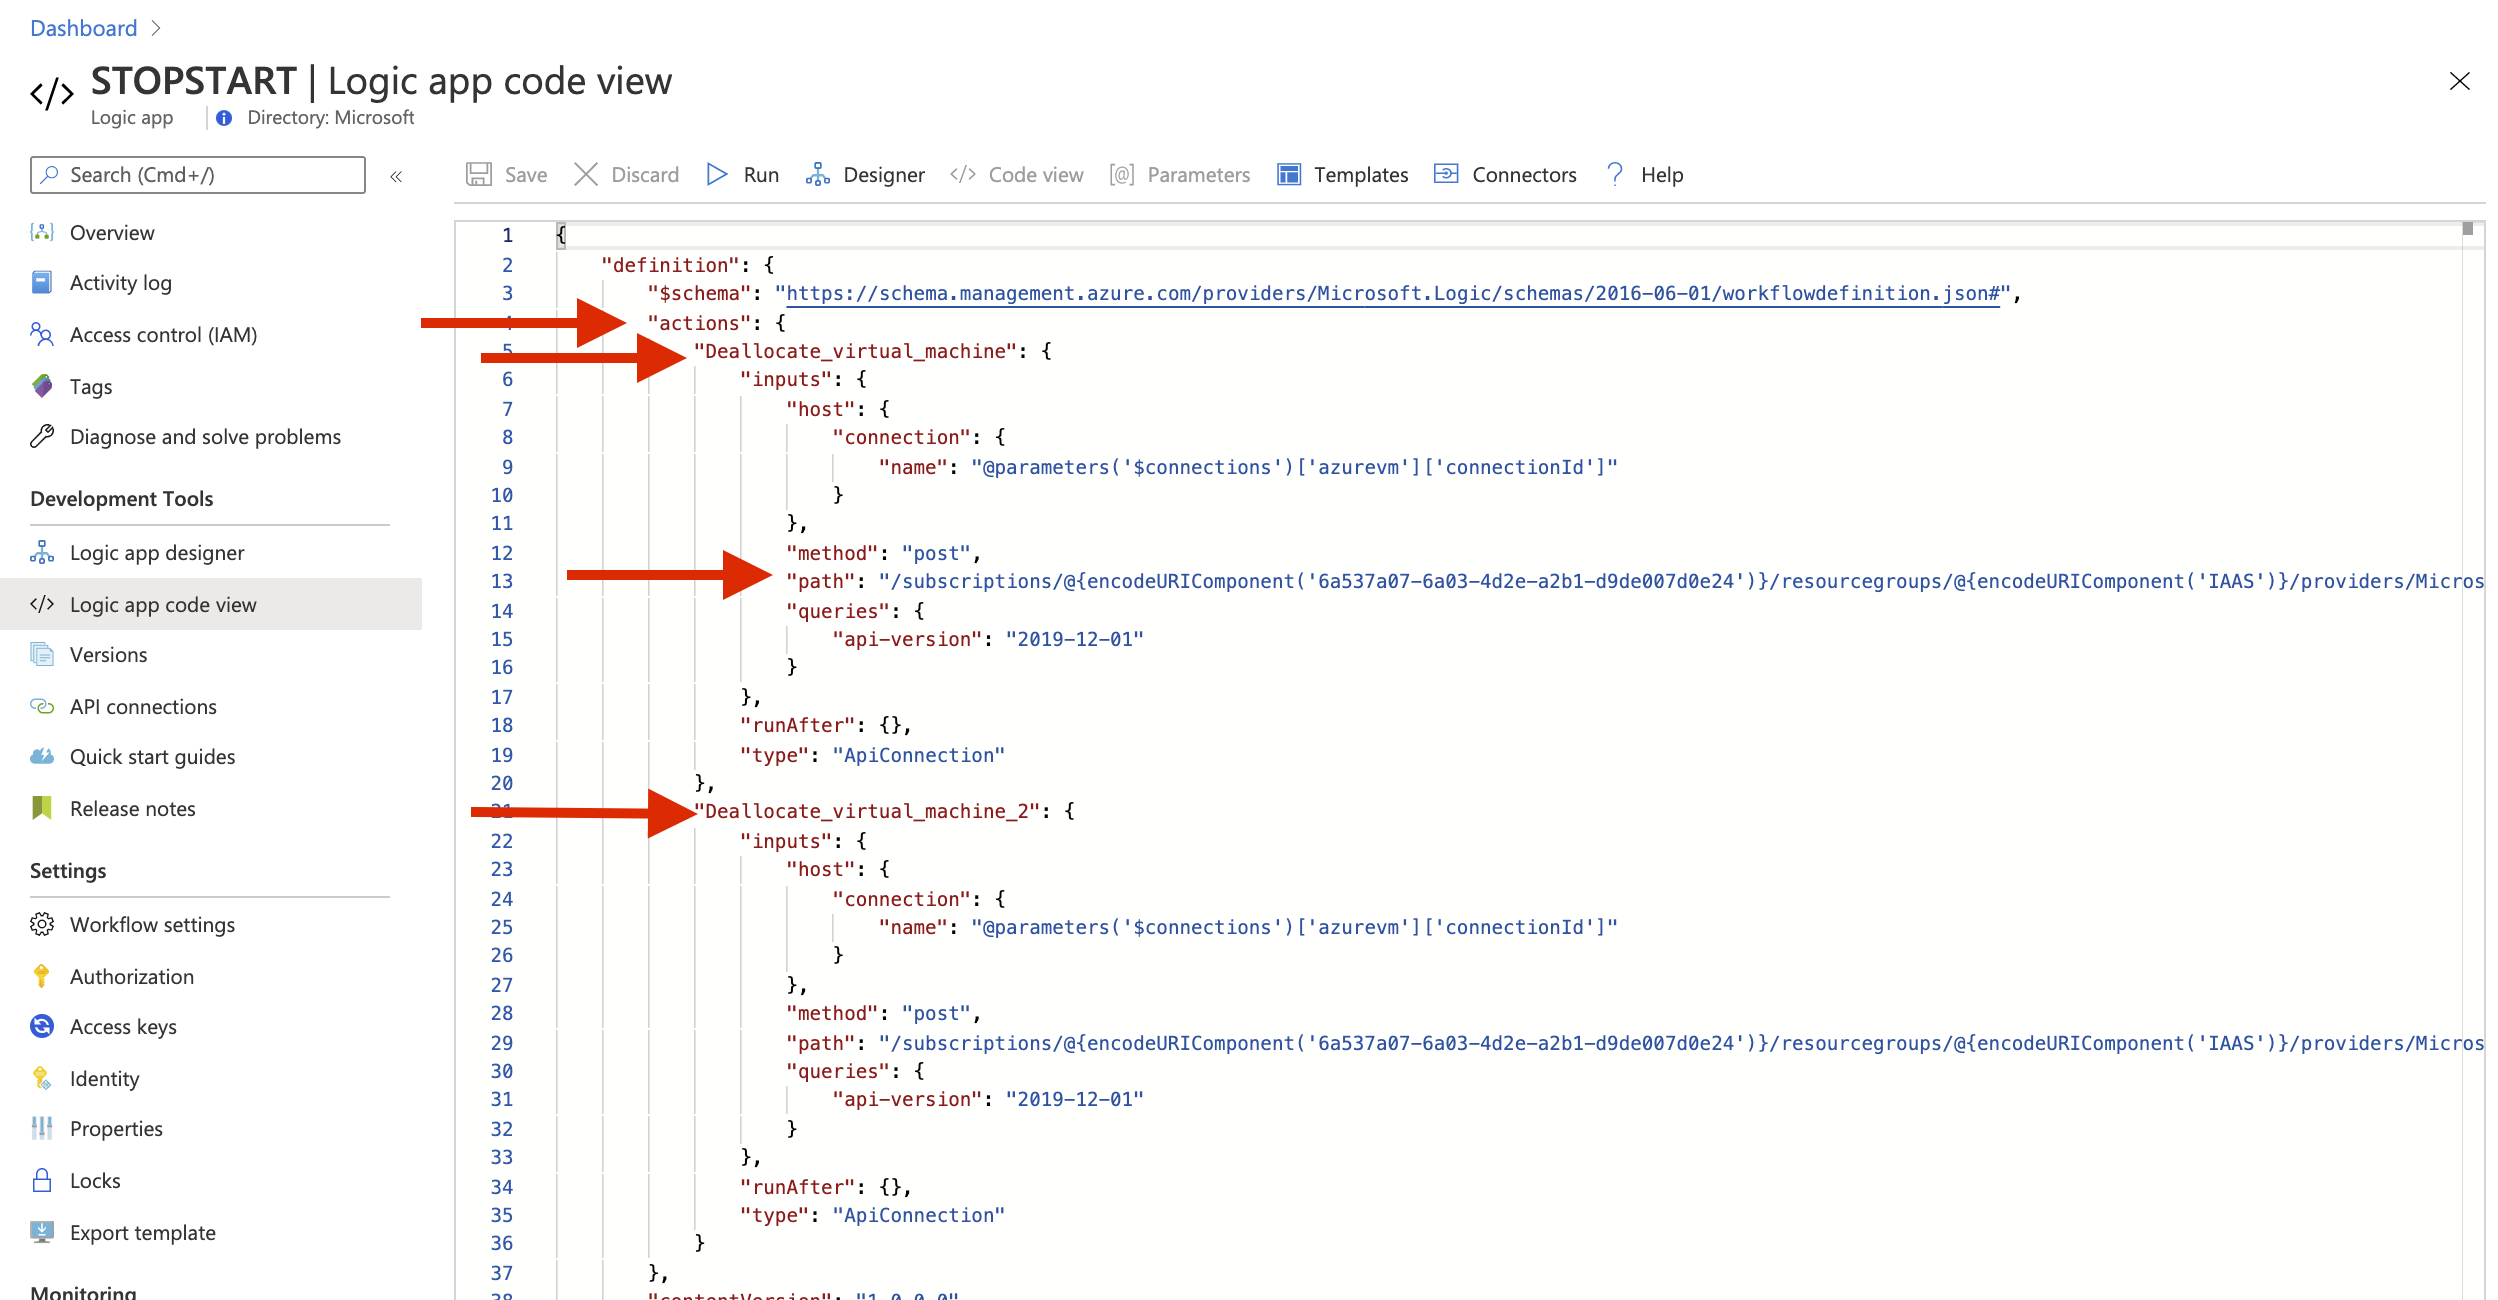 Dashboard
STOPSTART | Logic app code view
Logic app
Directory: Microsoft
Search (Cmd+/)
«
Overview
Activity log
Access control (IAM)
Tags
Diagnose and solve problems
Development Tools
Logic app designer
Logic app code view
Versions
API connections
Quick start guides
Release notes
Settings
Workflow settings
Authorization
Access keys
Identity
Properties
Locks
Export template
Monitoring
Save Discard Run Designer Code view Parameters Templates Connectors Help
1 {
2 "definition": {
3 "$schema": "https://schema.management.azure.com/providers/Microsoft.Logic/schemas/2016-06-01/workflowdefinition.json#",
4 "actions": {
5 "Deallocate_virtual_machine": {
6 "inputs": {
7 "host": {
8 "connection": {
9 "name": "@parameters('$connections')['azurevm']['connectionId']"
10 }
11 },
12 "method": "post",
13 "path": "/subscriptions/@{encodeURIComponent('6a537a07-6a03-4d2e-a2b1-d9de007d0e24')}/resourcegroups/@{encodeURIComponent('IAAS')}/providers/Micros
14 "queries": {
15 "api-version": "2019-12-01"
16 }
17 },
18 "runAfter": {},
19 "type": "ApiConnection"
20 },
21 "Deallocate_virtual_machine_2": {
22 "inputs": {
23 "host": {
24 "connection": {
25 "name": "@parameters('$connections')['azurevm']['connectionId']"
26 }
27 },
28 "method": "post",
29 "path": "/subscriptions/@{encodeURIComponent('6a537a07-6a03-4d2e-a2b1-d9de007d0e24')}/resourcegroups/@{encodeURIComponent('IAAS')}/providers/Micros
30 "queries": {
31 "api-version": "2019-12-01"
32 }
33 },
34 "runAfter": {},
35 "type": "ApiConnection"
36 }
37 },
38 "contentVersion": "1.0.0.0",